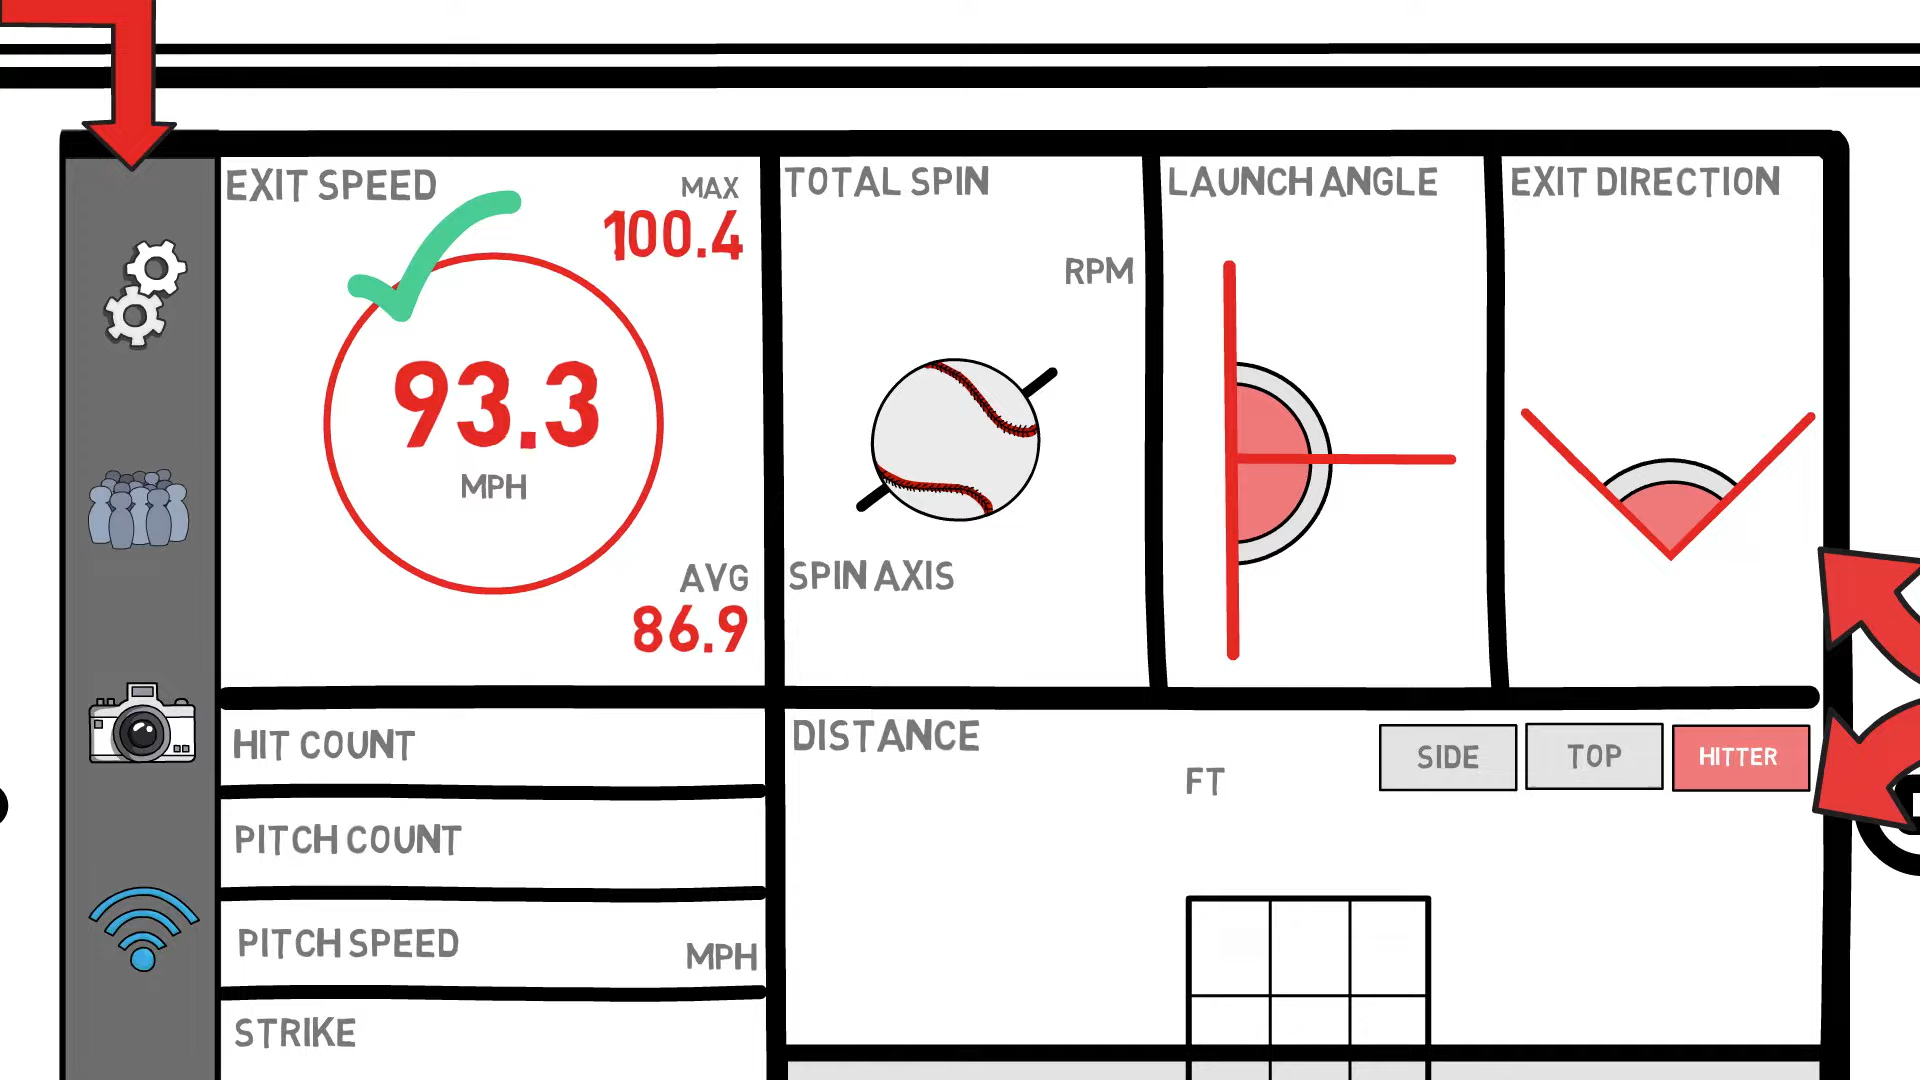 EXIT SPEED
MAX
100.4
93.3
MPH
AVG
86.9
TOTAL SPIN
RPM
SPIN AXIS
LAUNCH ANGLE
EXIT DIRECTION
HIT COUNT
PITCH COUNT
PITCH SPEED
MPH
STRIKE
DISTANCE
FT
SIDE
TOP
HITTER